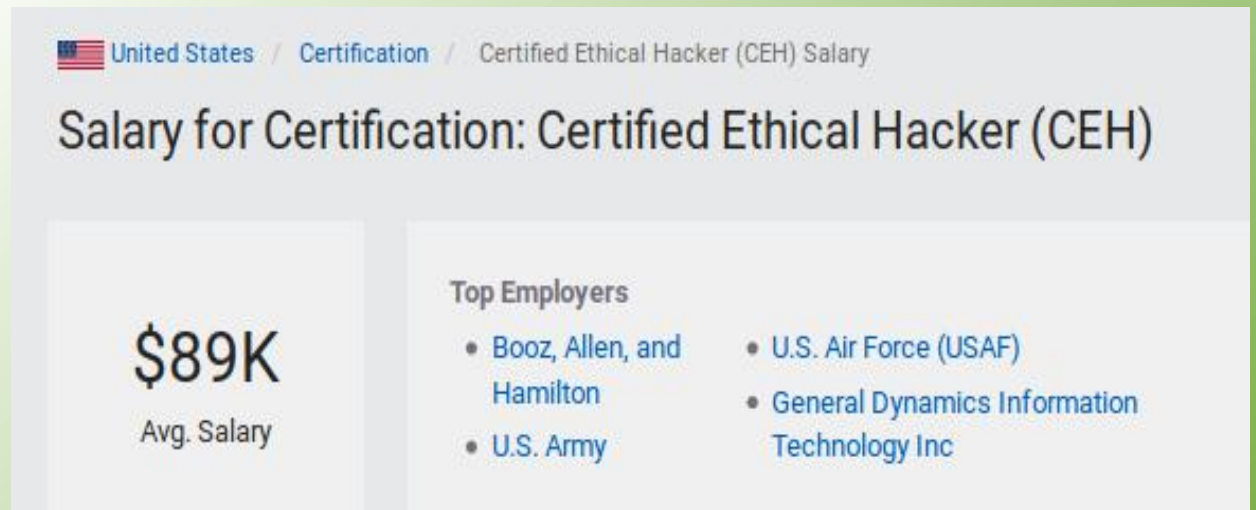 United States / Certification / Certified Ethical Hacker (CEH) Salary
Salary for Certification: Certified Ethical Hacker (CEH)
$89K
Avg. Salary
Top Employers
• Booz, Allen, and
Hamilton
• U.S. Army
• U.S. Air Force (USAF)
• General Dynamics Information
Technology Inc